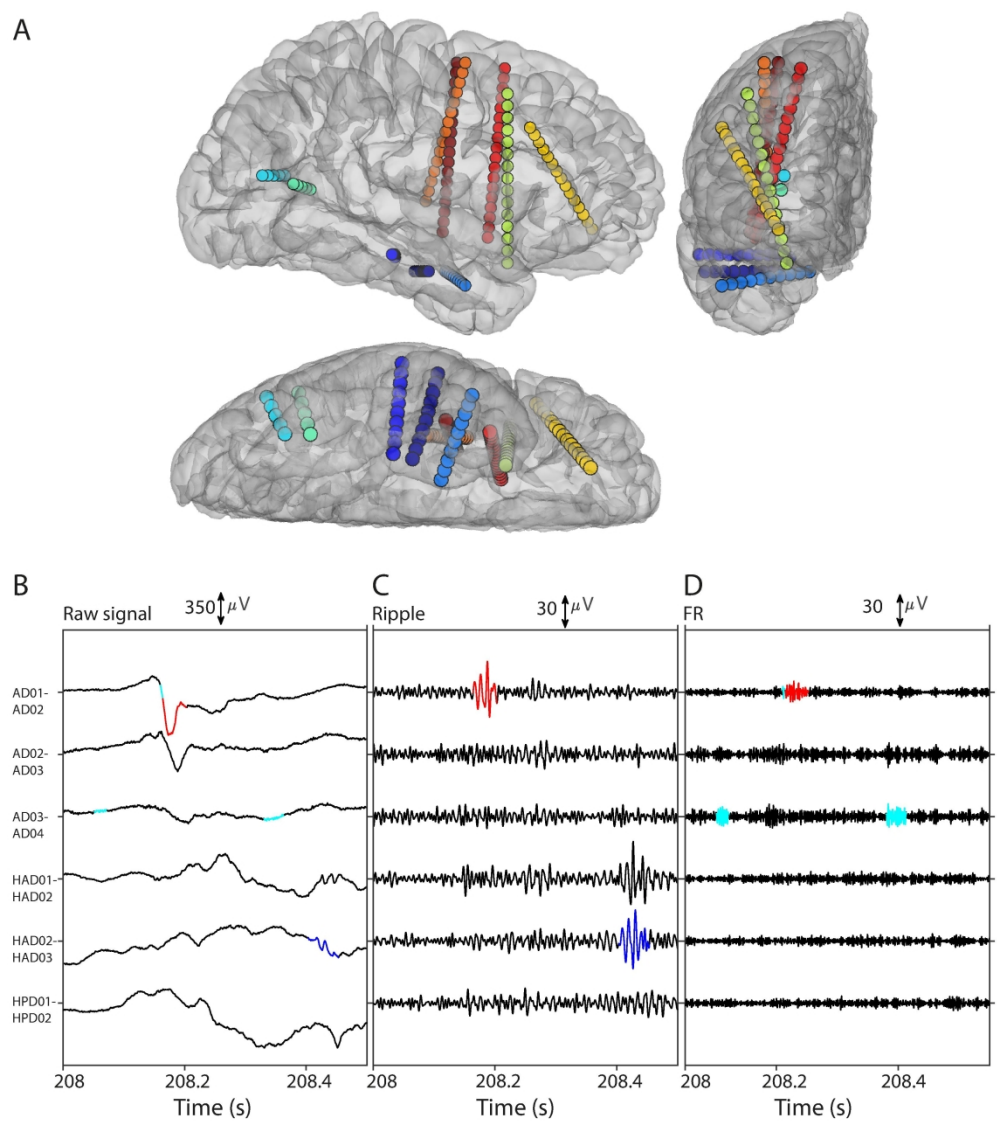 A
B
Raw signal
350 μV
C
Ripple
30 μV
D
FR
30 μV
AD01-
AD02
AD02-
AD03
AD03-
AD04
HAD01-
HAD02
HAD02-
HAD03
HPD01-
HPD02
208 208.2 208.4
Time (s)
208.2 208.4
Time (s)
208.2 208.4
Time (s)